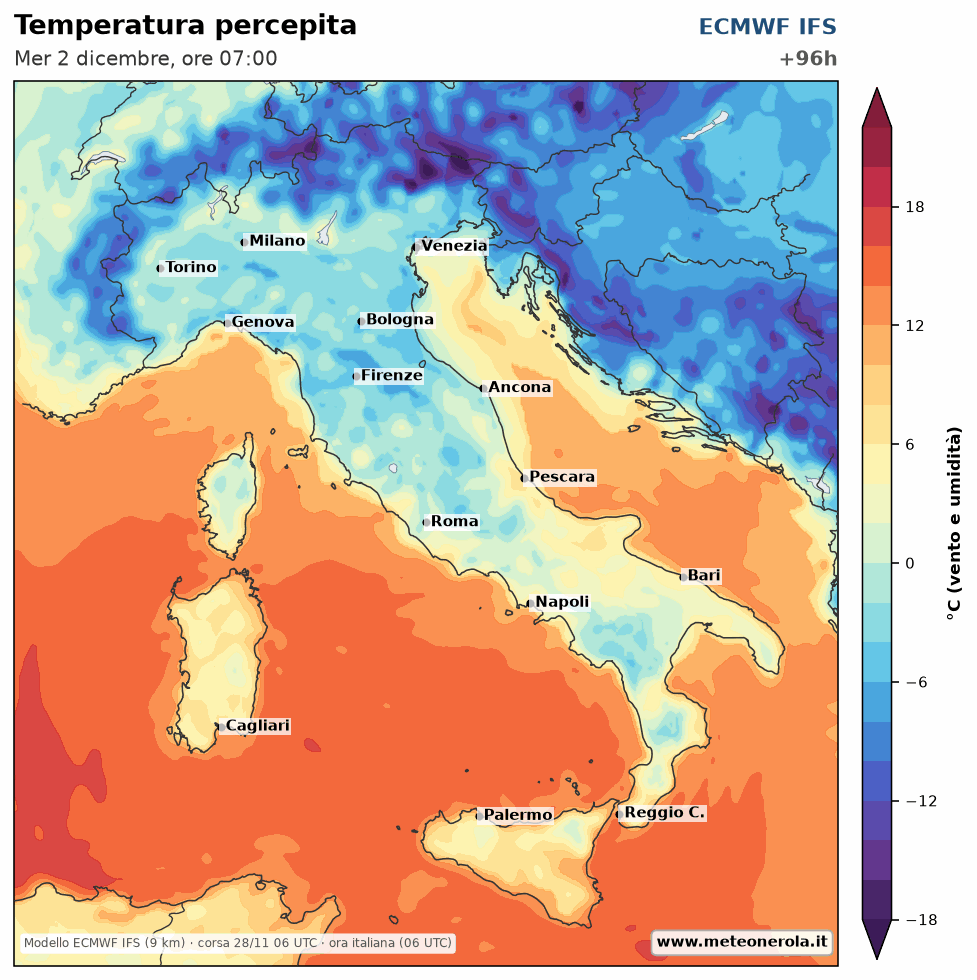 Temperatura percepita
ECMWF IFS
Mer 2 dicembre, ore 07:00
+96h
Milano
Venezia
Torino
Genova
Bologna
Firenze
Ancona
Pescara
Roma
Bari
Napoli
Cagliari
Palermo
Reggio C.
18
12
6
0
−6
−12
−18
°C (vento e umidità)
Modello ECMWF IFS (9 km) · corsa 28/11 06 UTC · ora italiana (06 UTC)
www.meteonerola.it